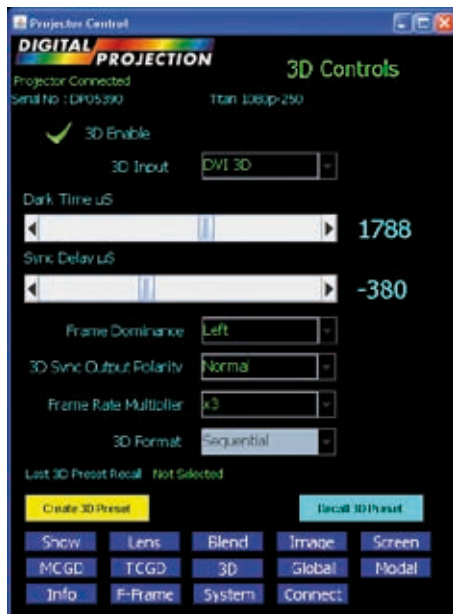 Projector Control
DIGITAL PROJECTION
3D Controls
Projector Connected
Serial No : DP05390 Titan 1080p-250
3D Enable
3D Input DVI 3D
Dark Time uS
1788
Sync Delay uS
-380
Frame Dominance Left
3D Sync Output Polarity Normal
Frame Rate Multiplier x3
3D Format Sequential
Last 3D Preset Recall Not Selected
Create 3D Preset Recall 3D Preset
Show Lens Blend Image Screen
MCGD TCGD 3D Global Modal
Info F-Frame System Connect